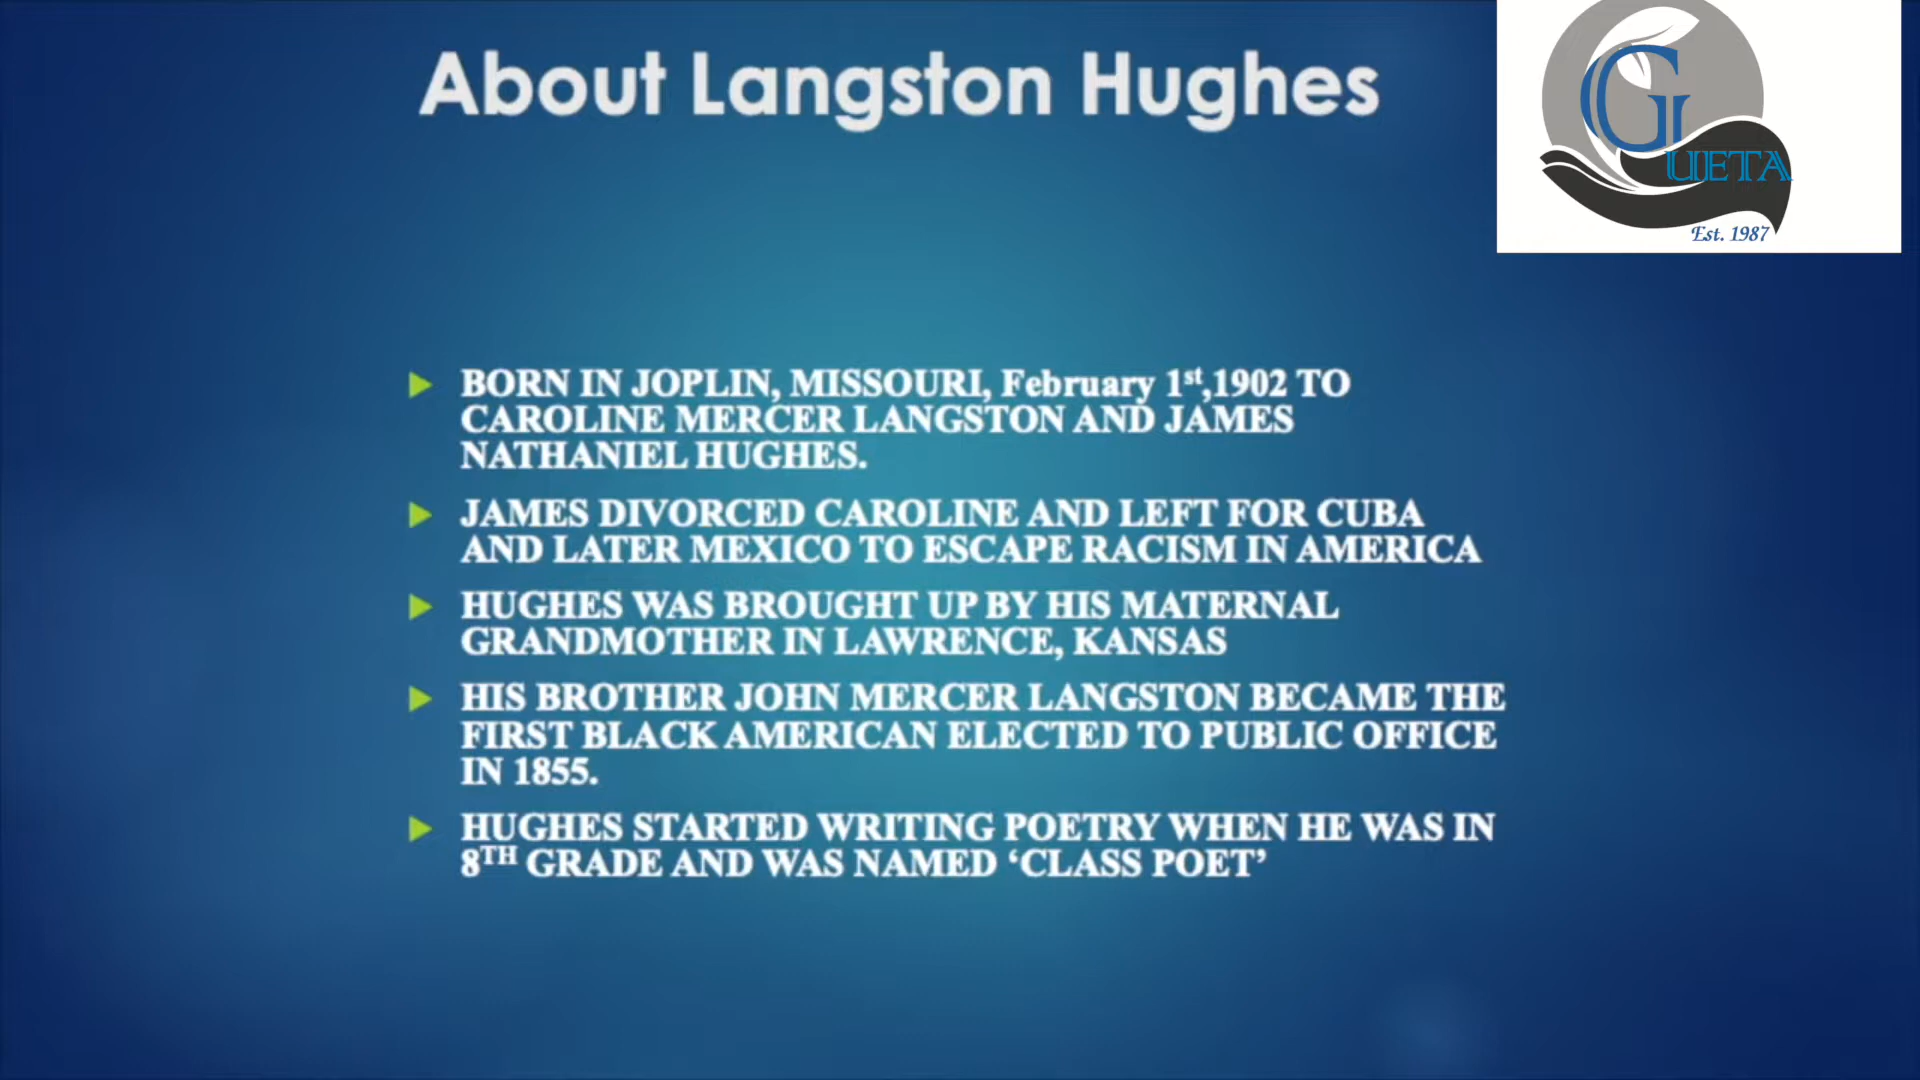 About Langston Hughes
GUETA
Est. 1987
BORN IN JOPLIN, MISSOURI, February 1st,1902 TO
CAROLINE MERCER LANGSTON AND JAMES
NATHANIEL HUGHES.
JAMES DIVORCED CAROLINE AND LEFT FOR CUBA
AND LATER MEXICO TO ESCAPE RACISM IN AMERICA
HUGHES WAS BROUGHT UP BY HIS MATERNAL
GRANDMOTHER IN LAWRENCE, KANSAS
HIS BROTHER JOHN MERCER LANGSTON BECAME THE
FIRST BLACK AMERICAN ELECTED TO PUBLIC OFFICE
IN 1855.
HUGHES STARTED WRITING POETRY WHEN HE WAS IN
8TH GRADE AND WAS NAMED ‘CLASS POET’